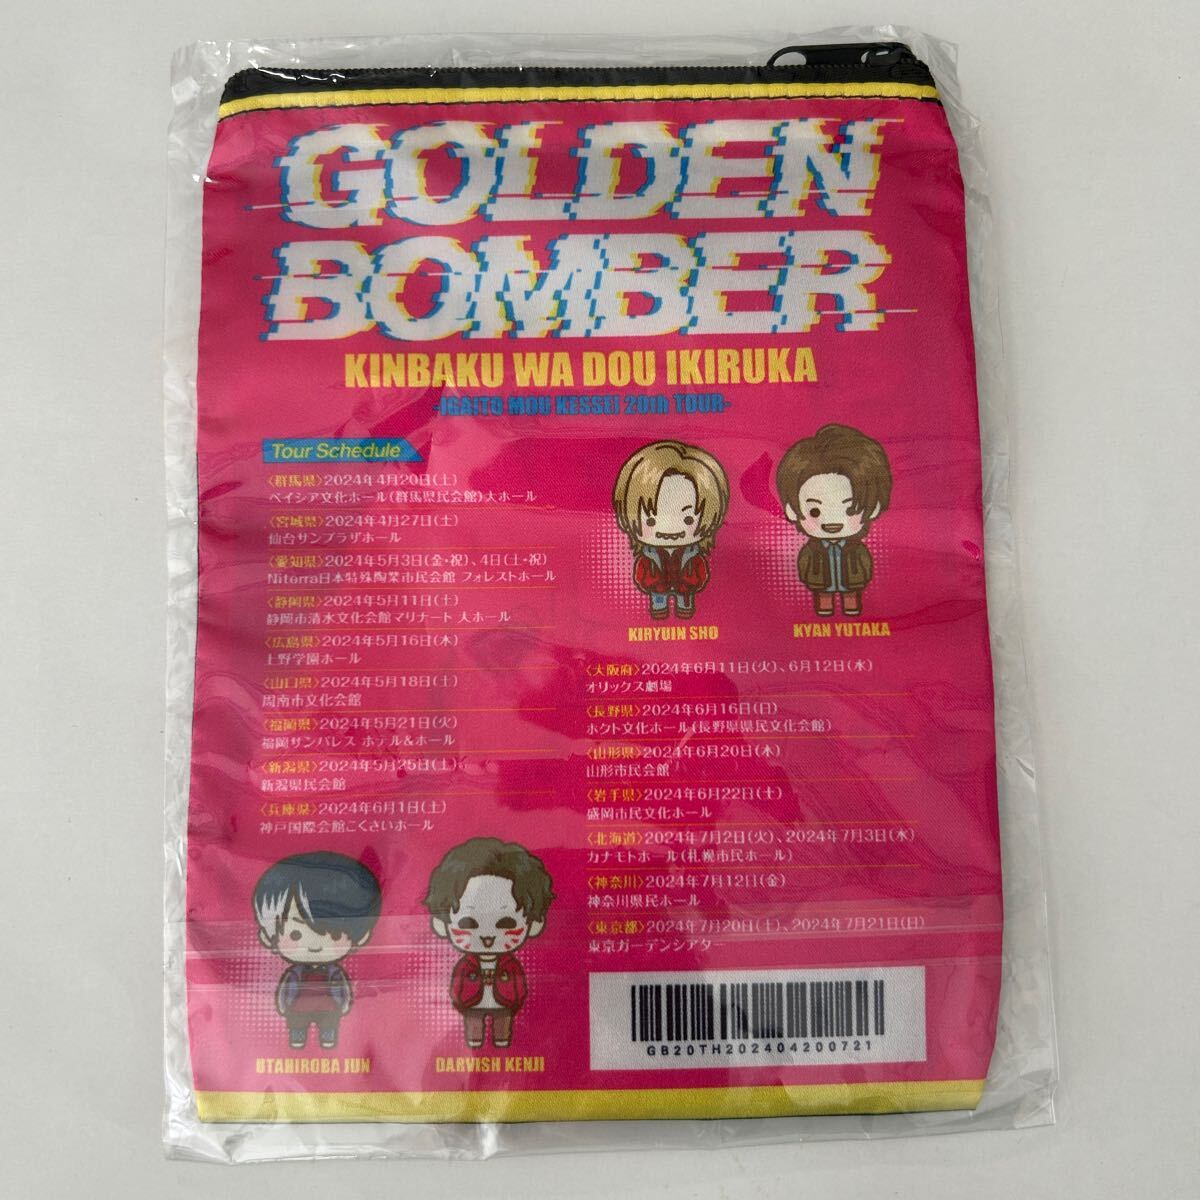 GOLDEN
BOMBER
KINBAKU WA DOU IKIRUKA
-IGAITO MOU KESSEI 20th TOUR-
Tour Schedule
〈群馬県〉2024年4月20日(土)
ベイシア文化ホール(群馬県民会館)大ホール
〈宮城県〉2024年4月27日(土)
仙台サンプラザホール
〈愛知県〉2024年5月3日(金・祝)、4日(土・祝)
Niterra日本特殊陶業市民会館 フォレストホール
〈静岡県〉2024年5月11日(土)
静岡市清水文化会館マリナート 大ホール
〈広島県〉2024年5月16日(木)
上野学園ホール
〈山口県〉2024年5月18日(土)
周南市文化会館
〈福岡県〉2024年5月21日(火)
福岡サンパレス ホテル&ホール
〈新潟県〉2024年5月25日(土)
新潟県民会館
〈兵庫県〉2024年6月1日(土)
神戸国際会館こくさいホール
KIRYUIN SHO
KYAN YUTAKA
〈大阪府〉2024年6月11日(火)、6月12日(水)
オリックス劇場
〈長野県〉2024年6月16日(日)
ホクト文化ホール(長野県県民文化会館)
〈山形県〉2024年6月20日(木)
山形市民会館
〈岩手県〉2024年6月22日(土)
盛岡市民文化ホール
〈北海道〉2024年7月2日(火)、2024年7月3日(水)
カナモトホール(札幌市民ホール)
〈神奈川〉2024年7月12日(金)
神奈川県民ホール
〈東京都〉2024年7月20日(土)、2024年7月21日(日)
東京ガーデンシアター
UTAHIROBA JUN
DARVISH KENJI
GB20TH202404200721